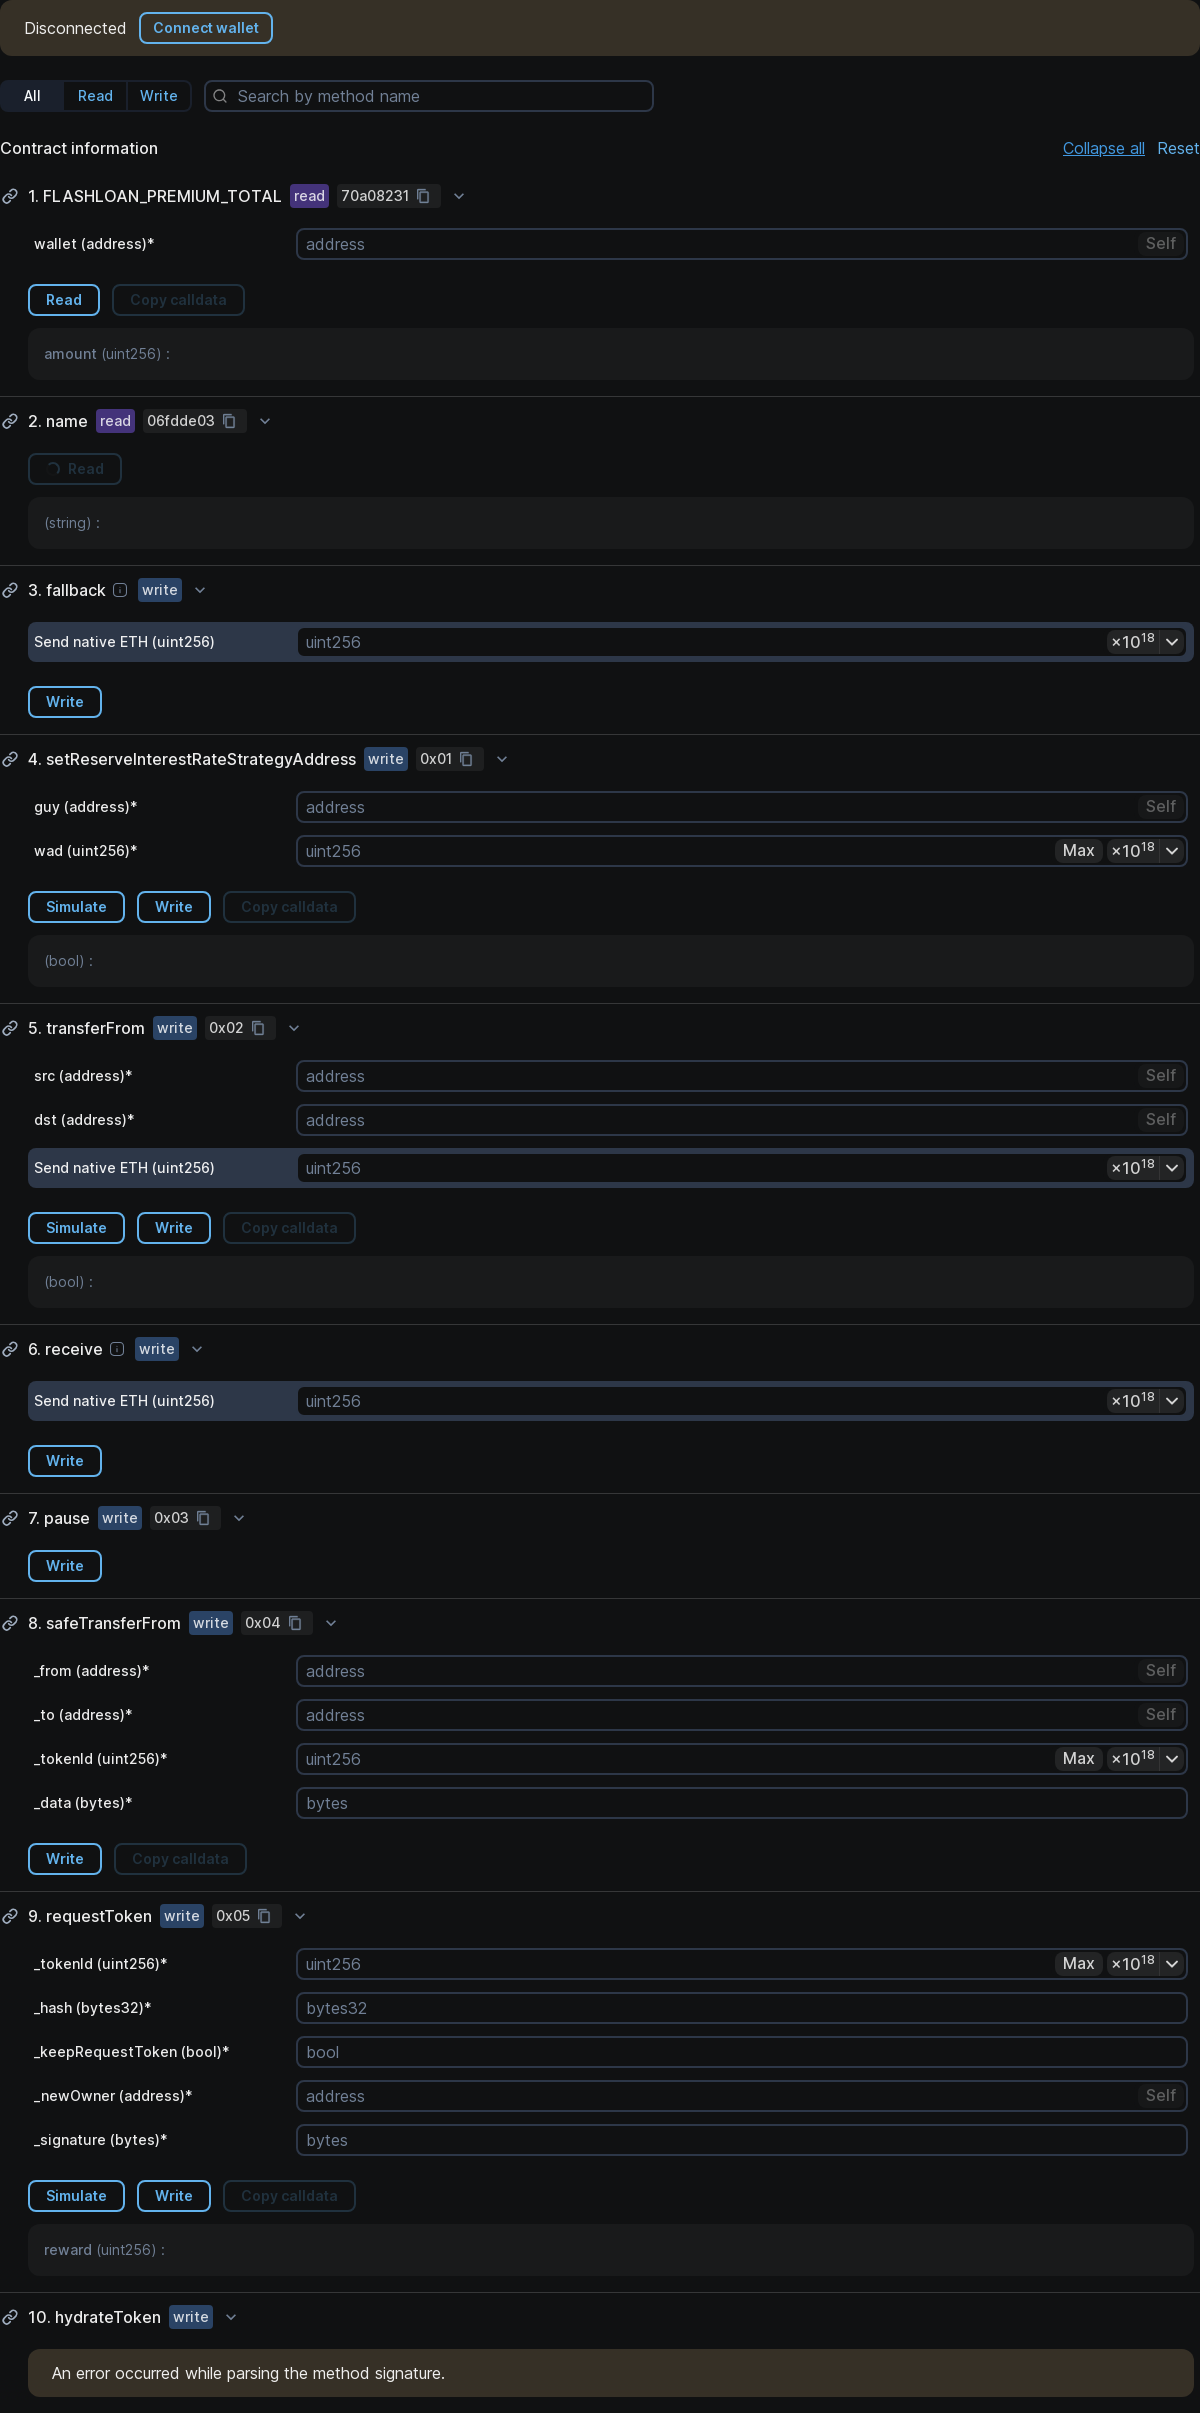 Disconnected Connect wallet
All Read Write Search by method name
Contract information Collapse all Reset
1. FLASHLOAN_PREMIUM_TOTAL read 70a08231
wallet (address)* address Self
Read Copy calldata
amount (uint256) :
2. name read 06fdde03
Read
(string) :
3. fallback write
Send native ETH (uint256) uint256 ×10^18
Write
4. setReserveInterestRateStrategyAddress write 0x01
guy (address)* address Self
wad (uint256)* uint256 Max ×10^18
Simulate Write Copy calldata
(bool) :
5. transferFrom write 0x02
src (address)* address Self
dst (address)* address Self
Send native ETH (uint256) uint256 ×10^18
Simulate Write Copy calldata
(bool) :
6. receive write
Send native ETH (uint256) uint256 ×10^18
Write
7. pause write 0x03
Write
8. safeTransferFrom write 0x04
_from (address)* address Self
_to (address)* address Self
_tokenId (uint256)* uint256 Max ×10^18
_data (bytes)* bytes
Write Copy calldata
9. requestToken write 0x05
_tokenId (uint256)* uint256 Max ×10^18
_hash (bytes32)* bytes32
_keepRequestToken (bool)* bool
_newOwner (address)* address Self
_signature (bytes)* bytes
Simulate Write Copy calldata
reward (uint256) :
10. hydrateToken write
An error occurred while parsing the method signature.